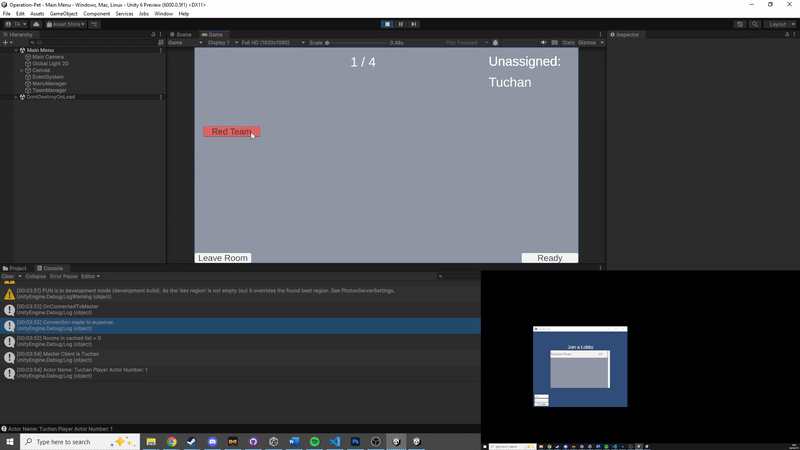 Operation-Pet - Main Menu - Windows, Mac, Linux - Unity 6 Preview (6000.0.5f1) <DX11>
File Edit Assets GameObject Component Services Jobs Window Help
TA Asset Store Layout
Hierarchy Scene Game Inspector
All Game Display 1 Full HD (1920x1080) Scale 0.48x Play Focused Stats Gizmos
Main Menu
Main Camera
Global Light 2D
Canvas
EventSystem
MenuManager
TeamManager
DontDestroyOnLoad
1 / 4
Unassigned:
Tuchan
Red Team
Leave Room
Ready
Project Console
Clear Collapse Error Pause Editor
[00:03:51] PUN is in development mode (development build). As the 'dev region' is not empty (eu) it overrides the found best region. See PhotonServerSettings.
UnityEngine.Debug:LogWarning (object)
[00:03:52] OnConnectedToMaster
UnityEngine.Debug:Log (object)
[00:03:52] Connection made to euserver.
UnityEngine.Debug:Log (object)
[00:03:52] Rooms in cached list = 0
UnityEngine.Debug:Log (object)
[00:03:54] Master Client is Tuchan
UnityEngine.Debug:Log (object)
[00:03:54] Actor Name: Tuchan Player Actor Number: 1
UnityEngine.Debug:Log (object)
Join a Lobby
Actor Name: Tuchan Player Actor Number: 1
Type here to search